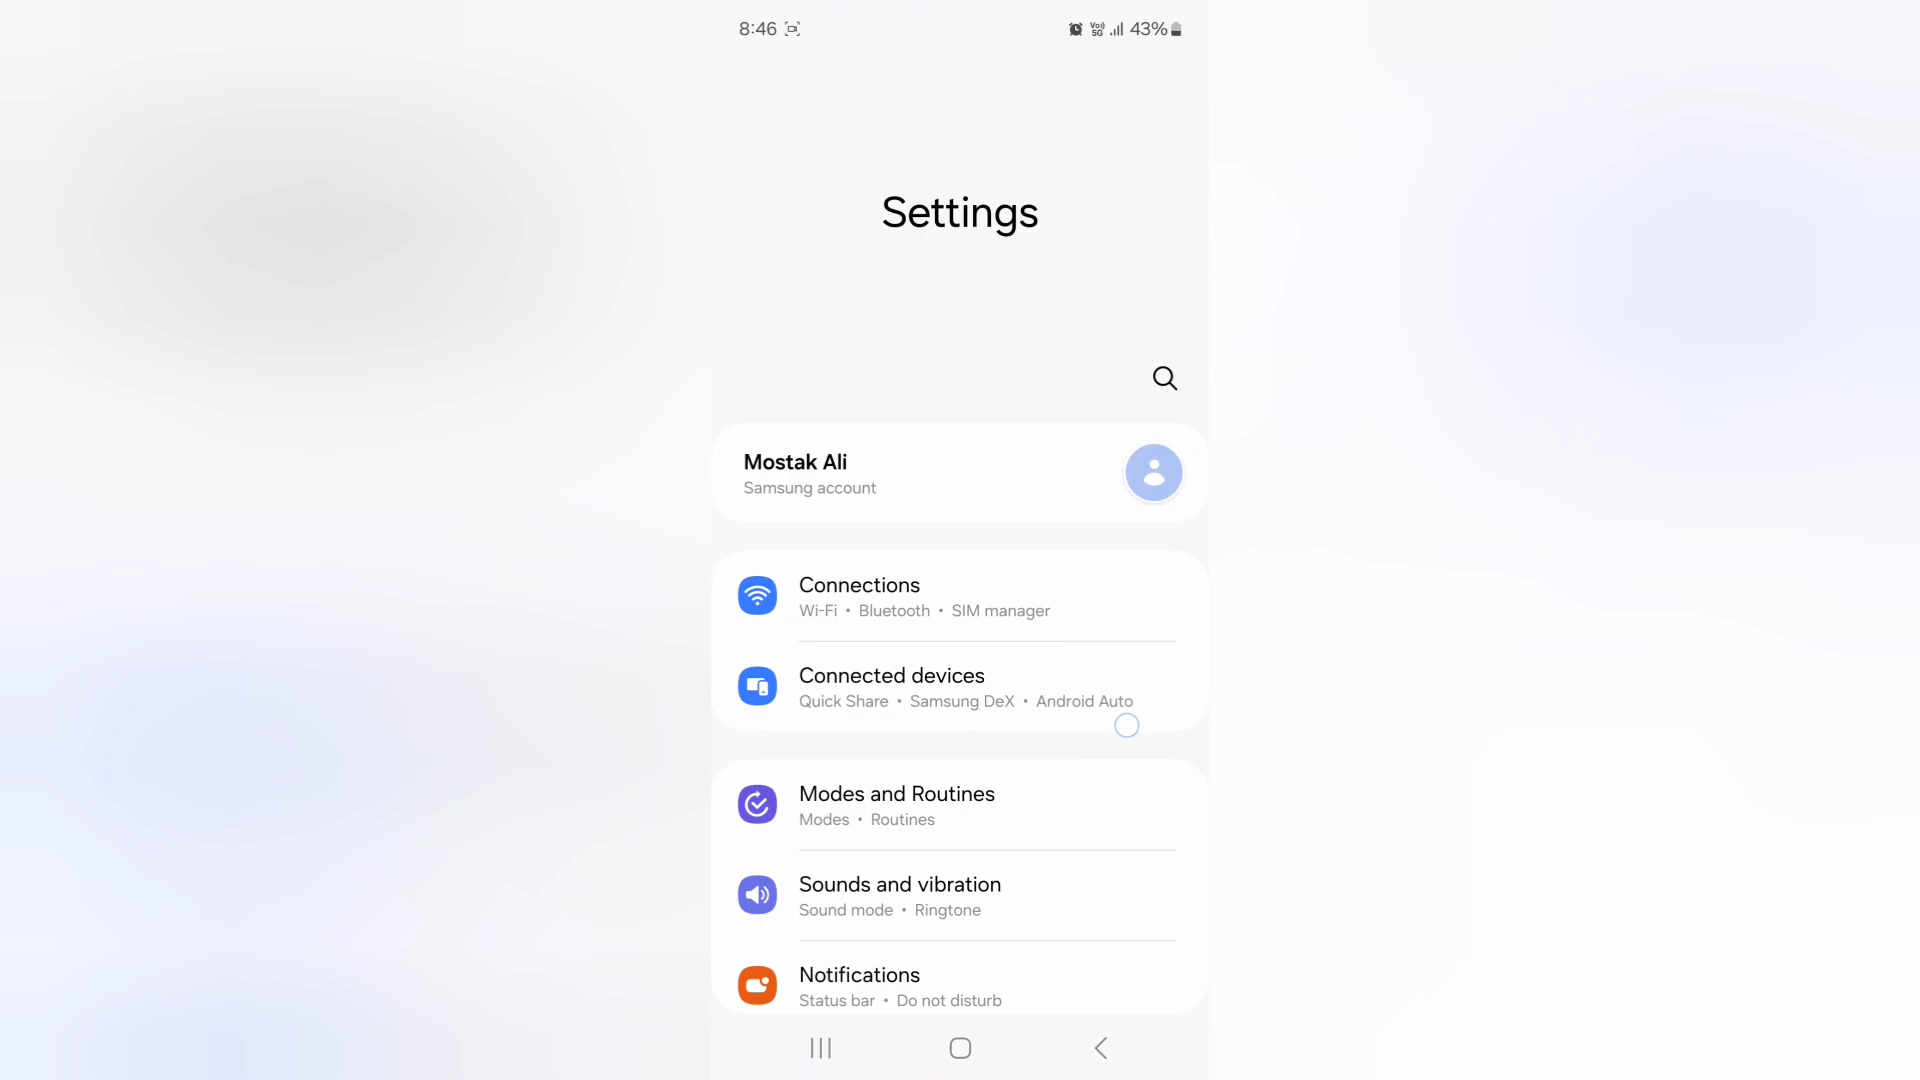 8:46
Vo)) 5G 43%
Settings
Mostak Ali
Samsung account
Connections
Wi-Fi • Bluetooth • SIM manager
Connected devices
Quick Share • Samsung DeX • Android Auto
Modes and Routines
Modes • Routines
Sounds and vibration
Sound mode • Ringtone
Notifications
Status bar • Do not disturb